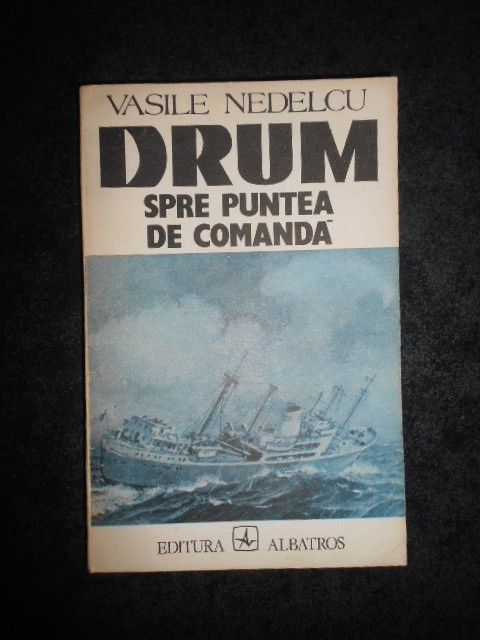 VASILE NEDELCU
DRUM
SPRE PUNTEA
DE COMANDĂ
EDITURA ALBATROS